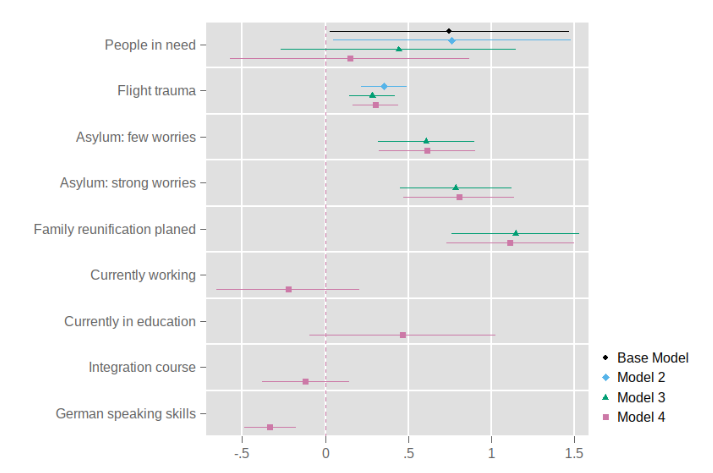 People in need
Flight trauma
Asylum: few worries
Asylum: strong worries
Family reunification planed
Currently working
Currently in education
Integration course
German speaking skills
-.5 0 .5 1 1.5
Base Model
Model 2
Model 3
Model 4